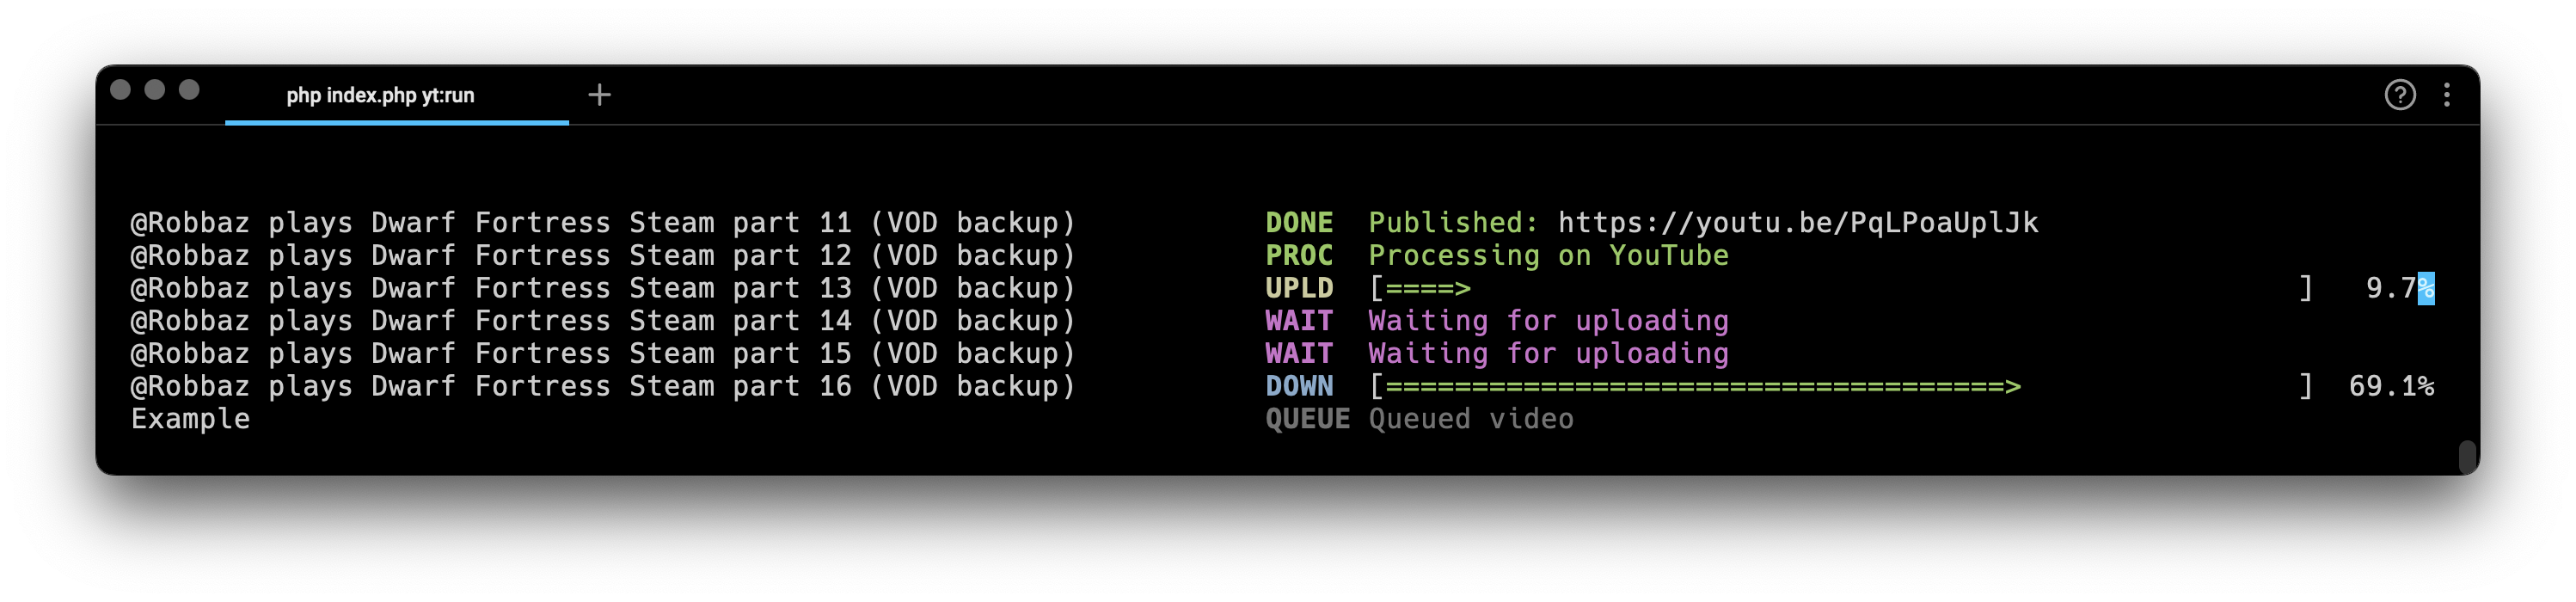 php index.php yt:run
@Robbaz plays Dwarf Fortress Steam part 11 (VOD backup) DONE Published: https://youtu.be/PqLPoaUplJk
@Robbaz plays Dwarf Fortress Steam part 12 (VOD backup) PROC Processing on YouTube
@Robbaz plays Dwarf Fortress Steam part 13 (VOD backup) UPLD [====> ] 9.7%
@Robbaz plays Dwarf Fortress Steam part 14 (VOD backup) WAIT Waiting for uploading
@Robbaz plays Dwarf Fortress Steam part 15 (VOD backup) WAIT Waiting for uploading
@Robbaz plays Dwarf Fortress Steam part 16 (VOD backup) DOWN [====================================> ] 69.1%
Example QUEUE Queued video